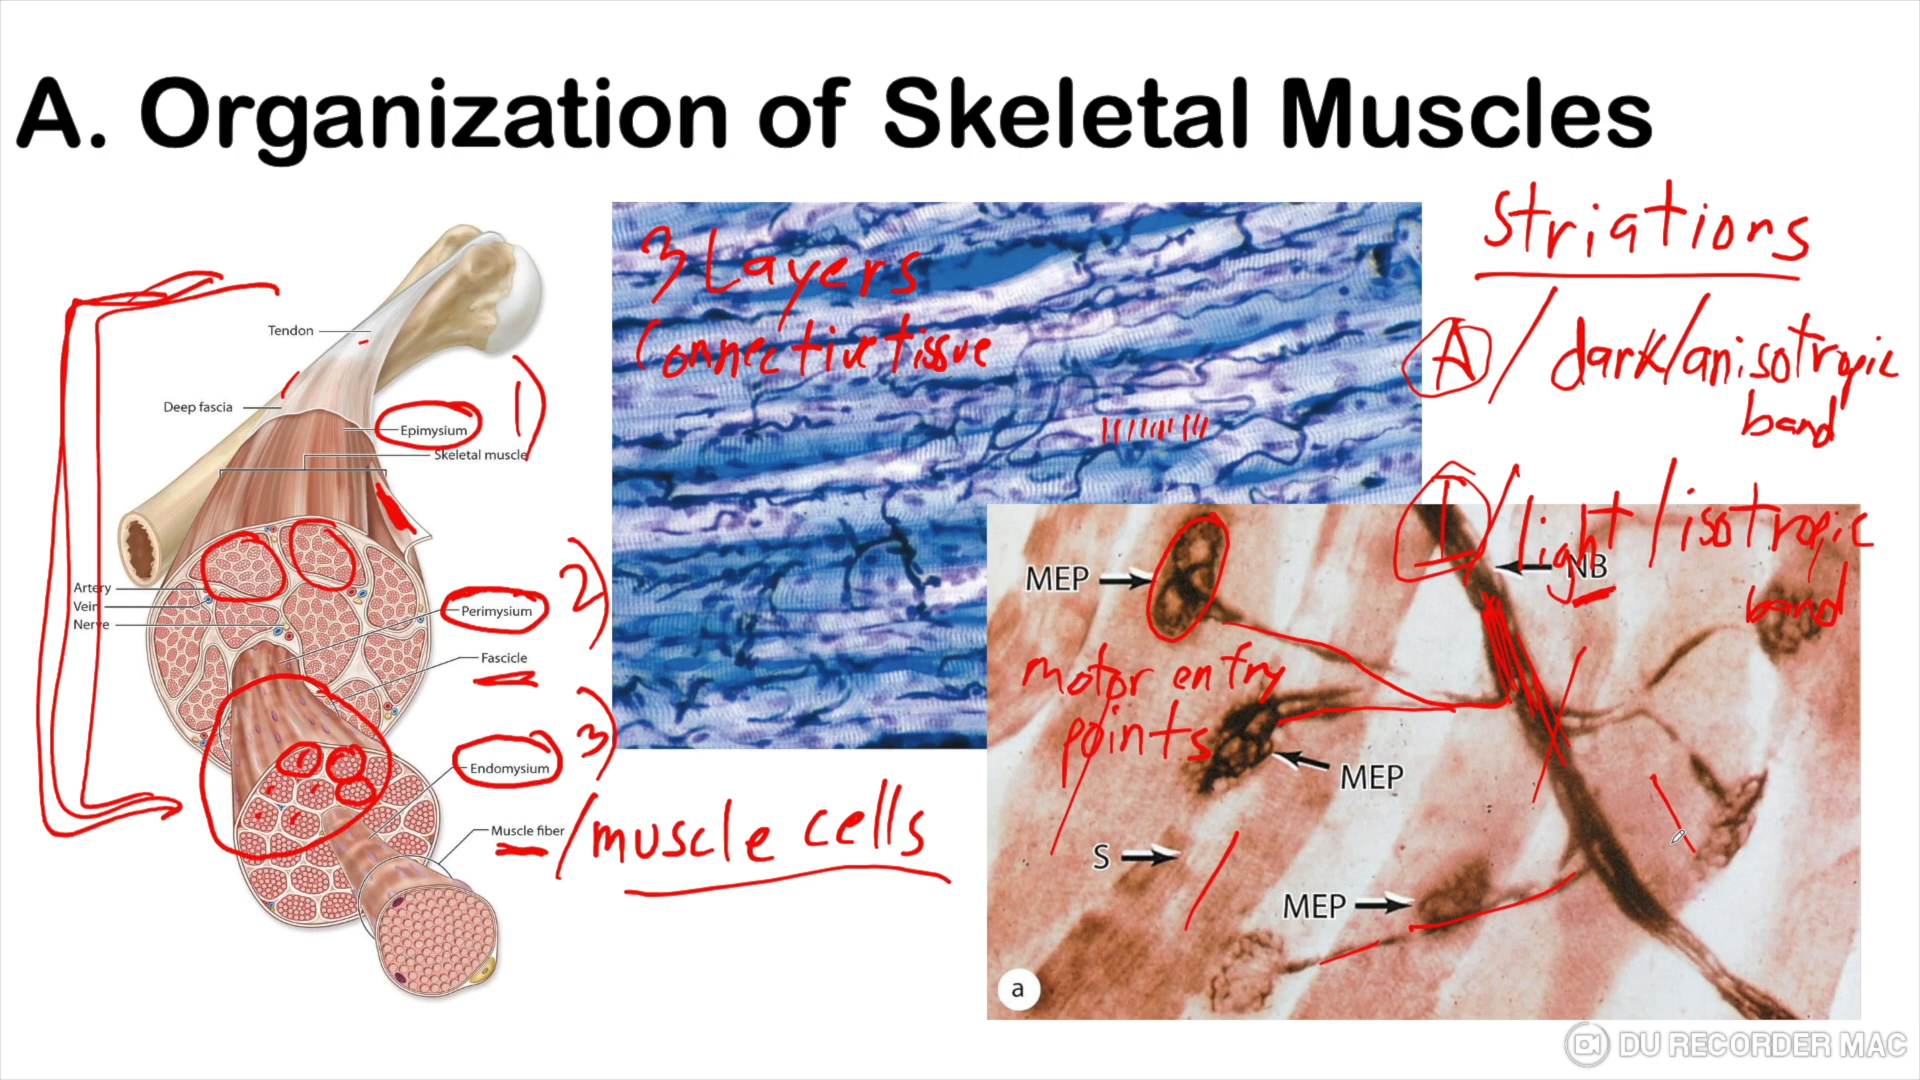 A. Organization of Skeletal Muscles
Tendon
Deep fascia
Epimysium
1)
Skeletal muscle
Artery
Vein
Nerve
Perimysium
2)
Fascicle
Endomysium
3)
Muscle fiber
/muscle cells
3 Layers
Connective tissue
Striations
A / dark/anisotropic
band
I / light / isotropic
band
MEP
NB
motor entry
points
MEP
S
MEP
a
DU RECORDER MAC